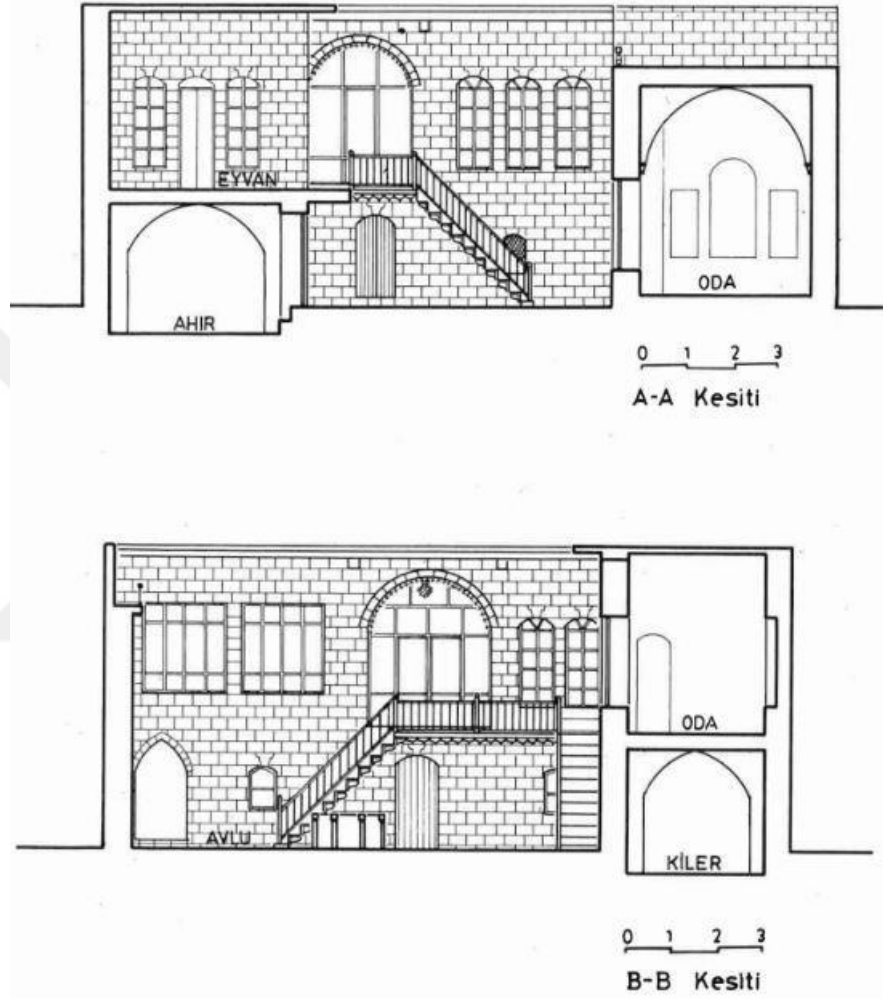 EYVAN
AHIR
ODA
0 1 2 3
A-A Kesiti
ODA
AVLU
KİLER
0 1 2 3
B-B Kesiti